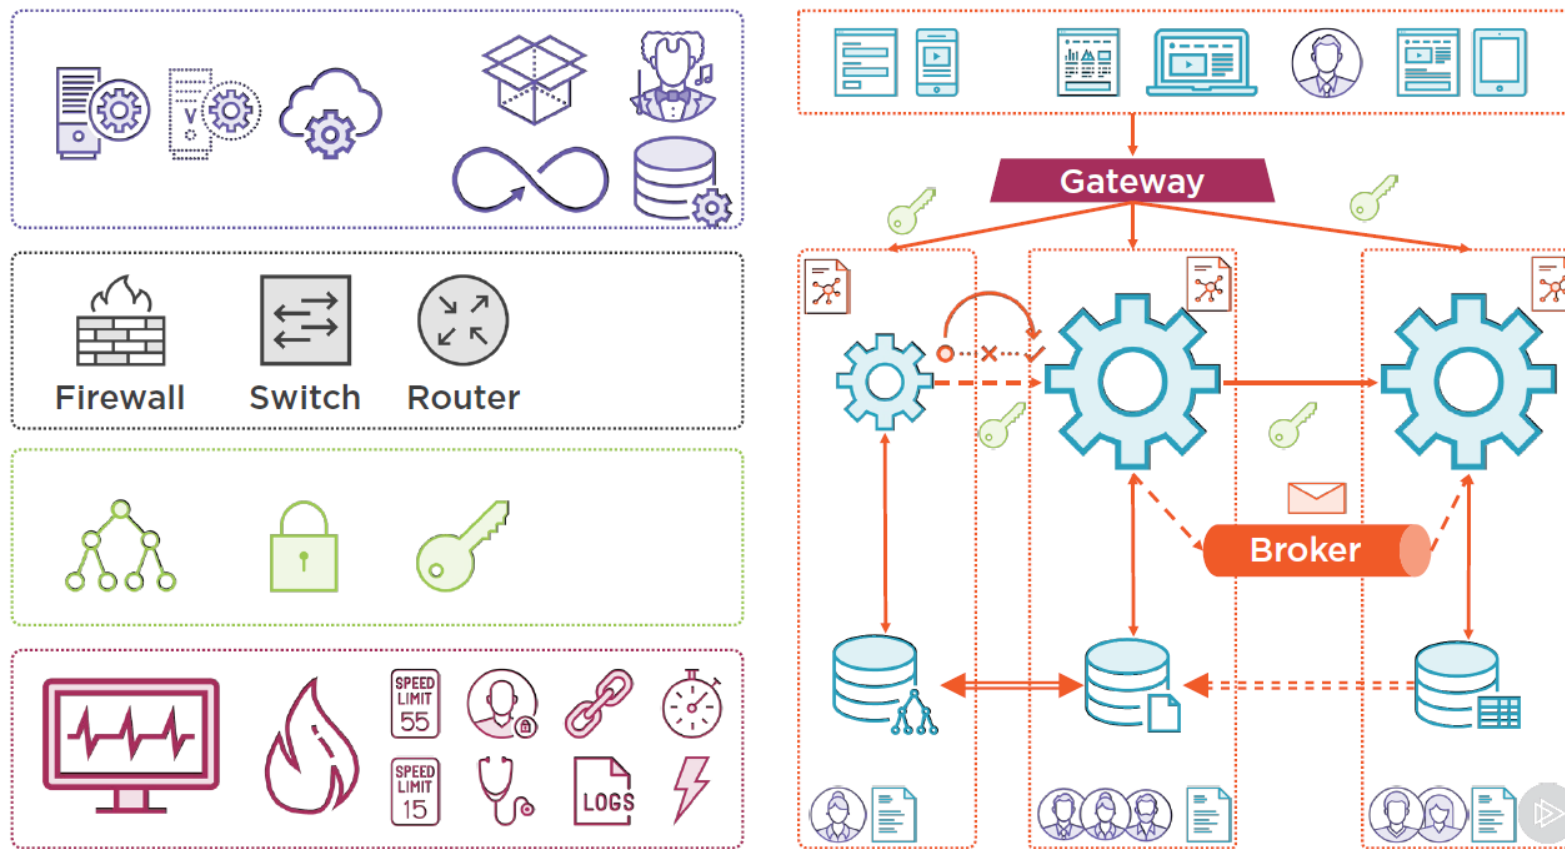 Gateway
Firewall
Switch
Router
Broker
SPEED
LIMIT
55
SPEED
LIMIT
15
LOGS